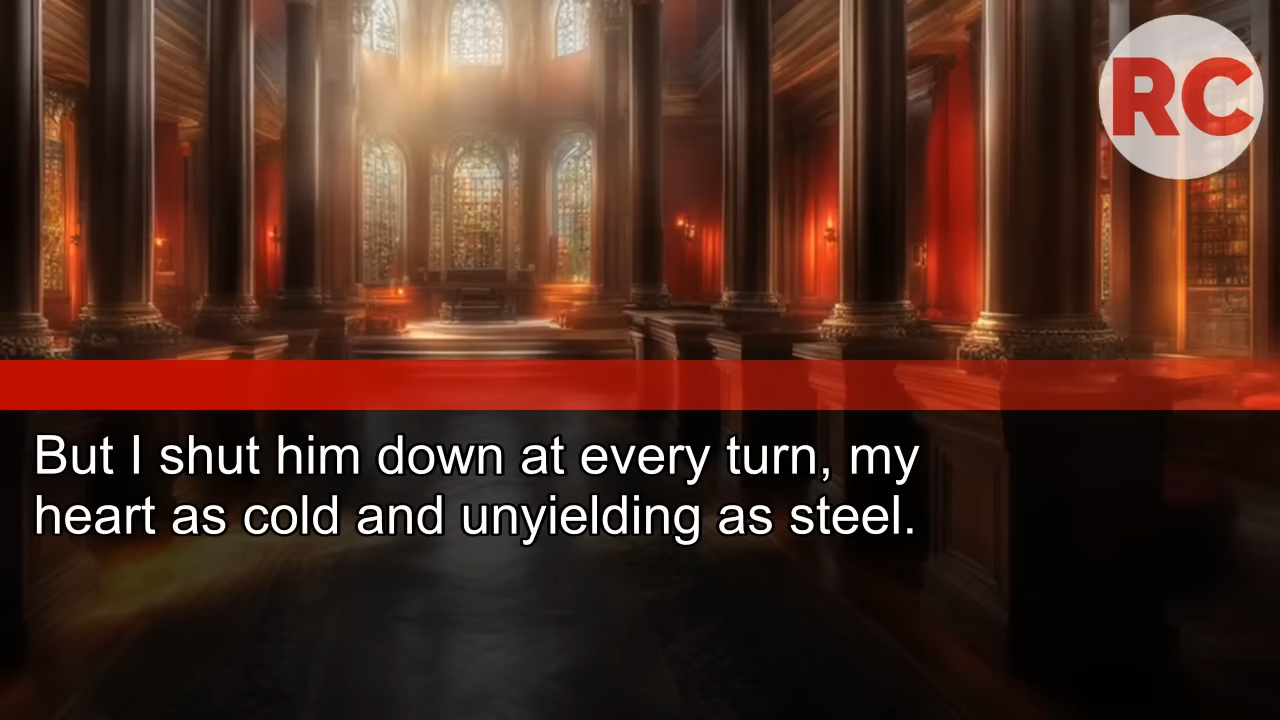 RC
But I shut him down at every turn, my
heart as cold and unyielding as steel.